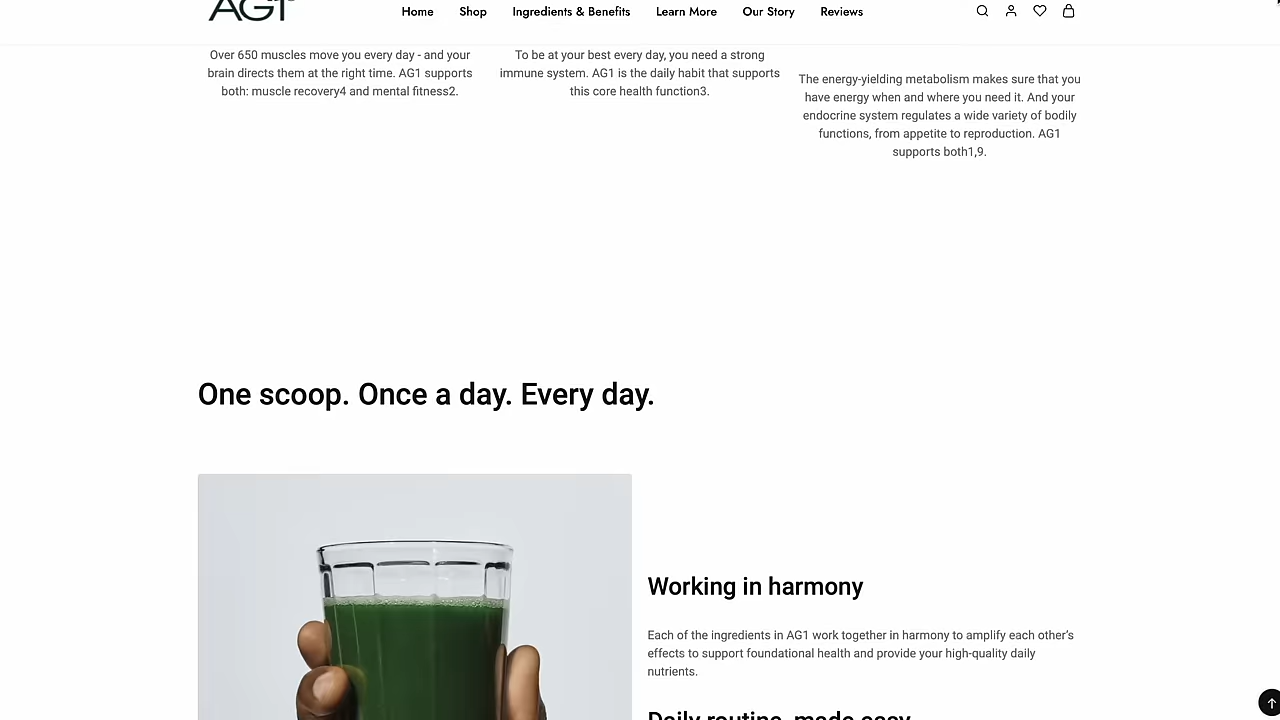 AG1
Home
Shop
Ingredients & Benefits
Learn More
Our Story
Reviews
Over 650 muscles move you every day - and your
brain directs them at the right time. AG1 supports
both: muscle recovery4 and mental fitness2.
To be at your best every day, you need a strong
immune system. AG1 is the daily habit that supports
this core health function3.
The energy-yielding metabolism makes sure that you
have energy when and where you need it. And your
endocrine system regulates a wide variety of bodily
functions, from appetite to reproduction. AG1
supports both1,9.
One scoop. Once a day. Every day.
Working in harmony
Each of the ingredients in AG1 work together in harmony to amplify each other’s
effects to support foundational health and provide your high-quality daily
nutrients.
Daily routine, made easy